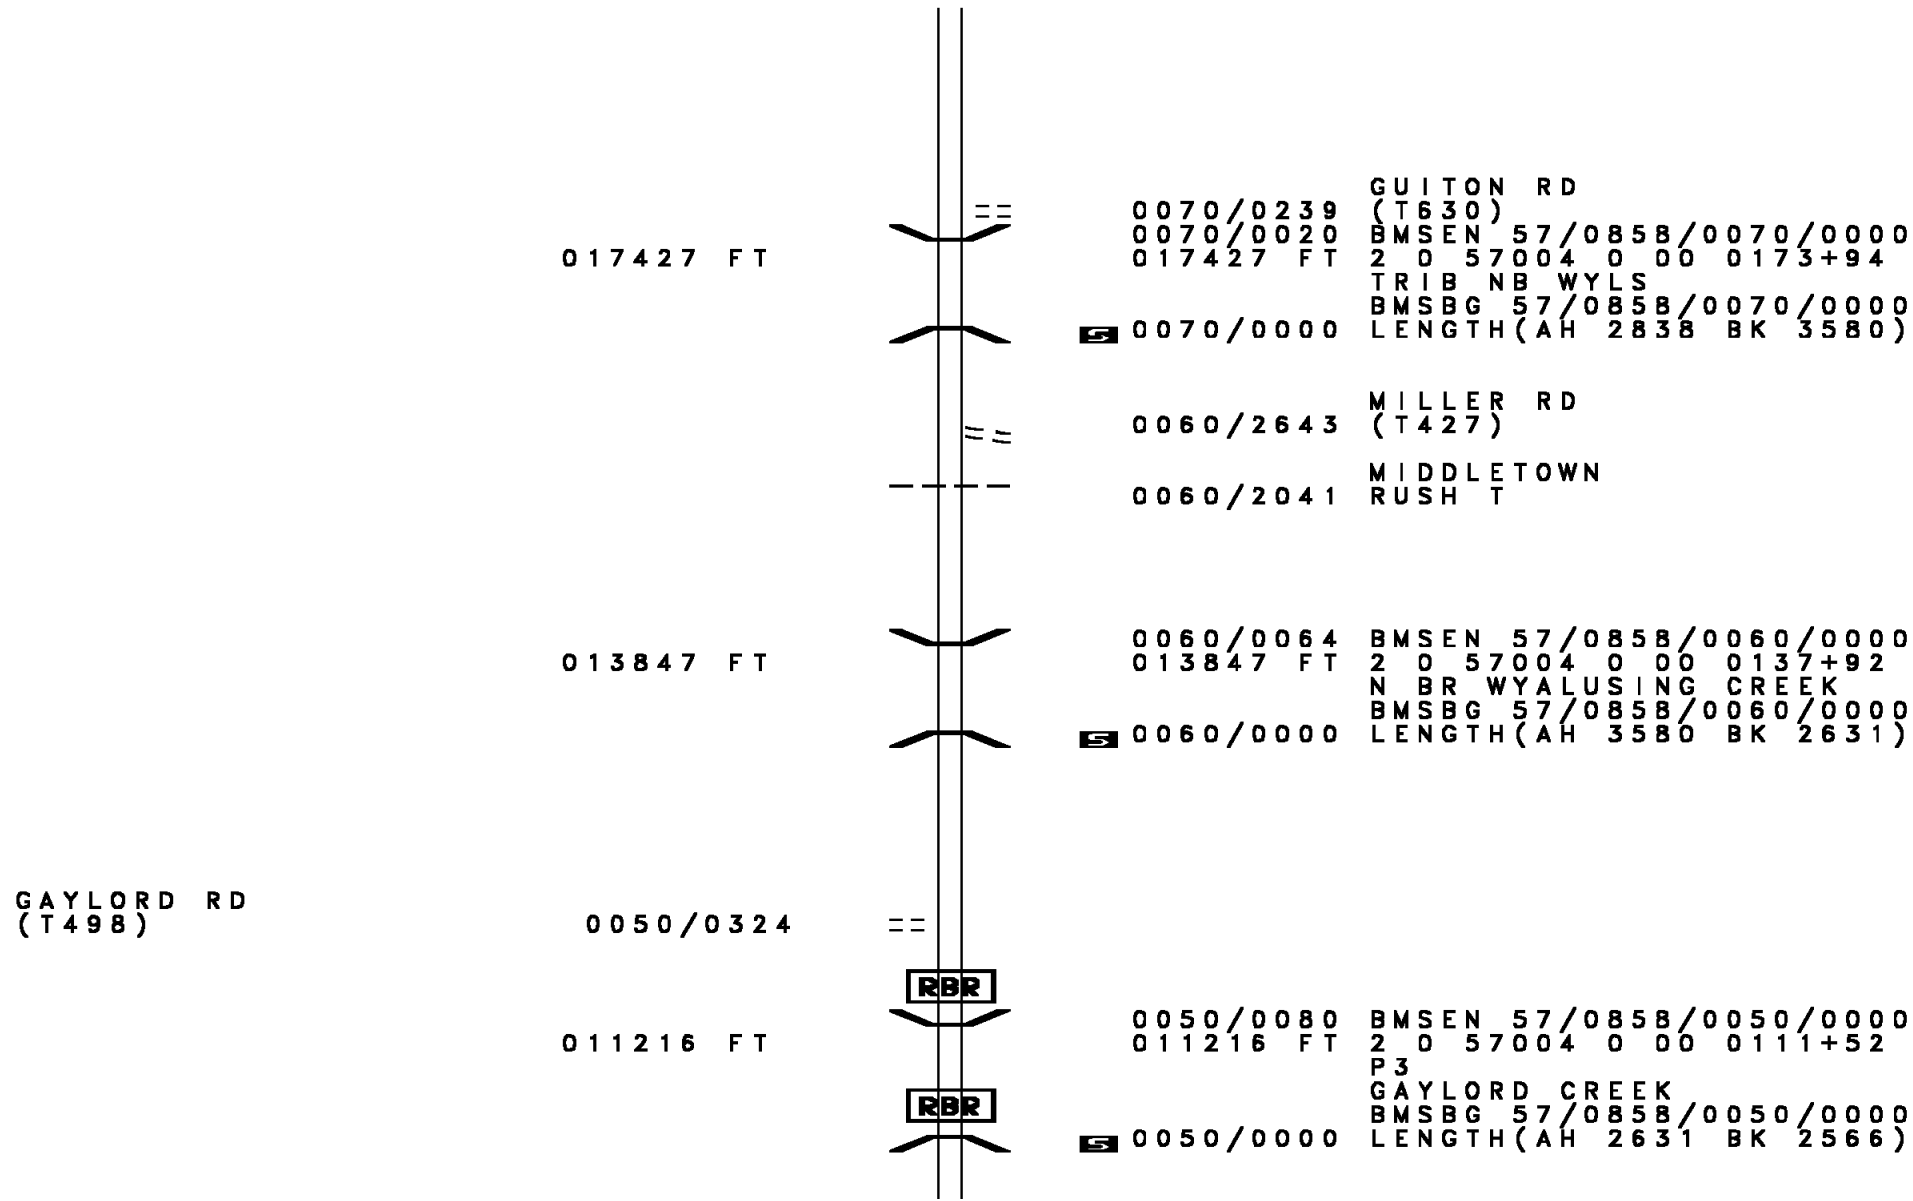 GUITON RD
0070/0239 (T630)
0070/0020 BMSEN 57/0858/0070/0000
017427 FT 017427 FT 2 0 57004 0 00 0173+94
TRIB NB WYLS
BMSBG 57/0858/0070/0000
S 0070/0000 LENGTH(AH 2838 BK 3580)
MILLER RD
0060/2643 (T427)
MIDDLETOWN
0060/2041 RUSH T
0060/0064 BMSEN 57/0858/0060/0000
013847 FT 013847 FT 2 0 57004 0 00 0137+92
N BR WYALUSING CREEK
BMSBG 57/0858/0060/0000
S 0060/0000 LENGTH(AH 3580 BK 2631)
GAYLORD RD
(T498) 0050/0324
RBR
0050/0080 BMSEN 57/0858/0050/0000
011216 FT 011216 FT 2 0 57004 0 00 0111+52
P3
GAYLORD CREEK
RBR BMSBG 57/0858/0050/0000
S 0050/0000 LENGTH(AH 2631 BK 2566)